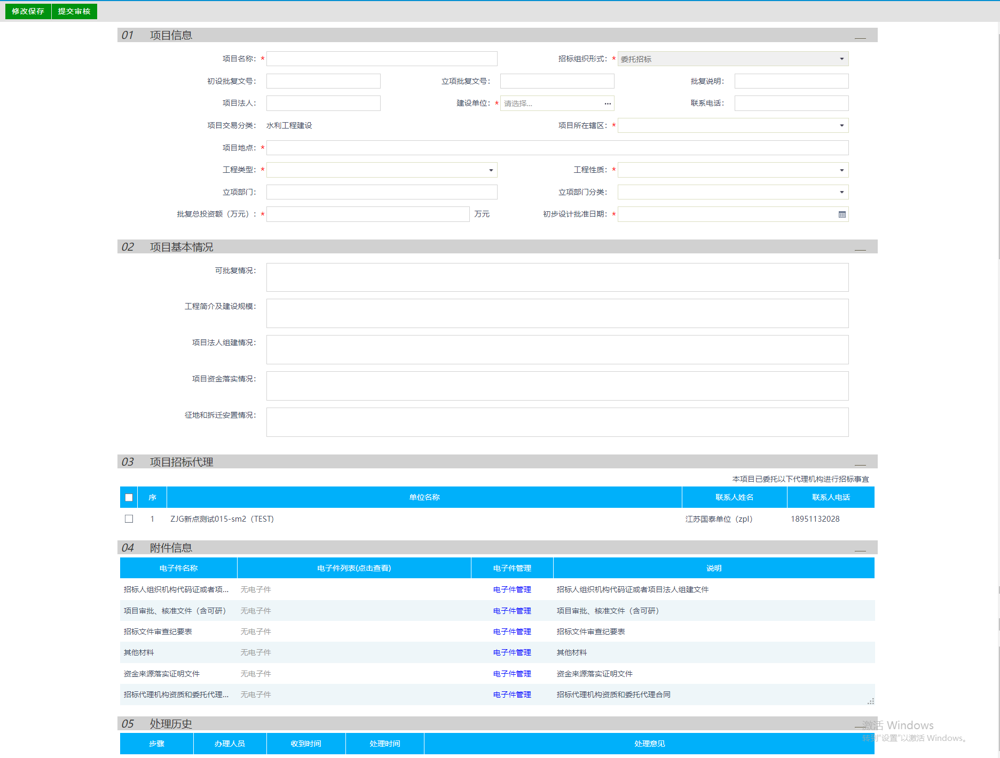 修改保存 提交审核
01 项目信息
项目名称：* 招标组织形式：* 委托招标
初设批复文号： 立项批复文号： 批复说明：
项目法人： 建设单位：* 请选择... 联系电话：
项目交易分类： 水利工程建设 项目所在辖区：*
项目地点：*
工程类型：* 工程性质：*
立项部门： 立项部门分类：
批复总投资额（万元）：* 万元 初步设计批准日期：*
02 项目基本情况
可批复情况：
工程简介及建设规模：
项目法人组建情况：
项目资金落实情况：
征地和拆迁安置情况：
03 项目招标代理
本项目已委托以下代理机构进行招标事宜
序 单位名称 联系人姓名 联系人电话
1 ZJG新点测试015-sm2（TEST） 江苏国泰单位（zpl） 18951132028
04 附件信息
电子件名称 电子件列表(点击查看) 电子件管理 说明
招标人组织机构代码证或者项... 无电子件 电子件管理 招标人组织机构代码证或者项目法人组建文件
项目审批、核准文件（含可研） 无电子件 电子件管理 项目审批、核准文件（含可研）
招标文件审查纪要表 无电子件 电子件管理 招标文件审查纪要表
其他材料 无电子件 电子件管理 其他材料
资金来源落实证明文件 无电子件 电子件管理 资金来源落实证明文件
招标代理机构资质和委托代理... 无电子件 电子件管理 招标代理机构资质和委托代理合同
05 处理历史
激活 Windows
转到"设置"以激活 Windows。
步骤 办理人员 收到时间 处理时间 处理意见